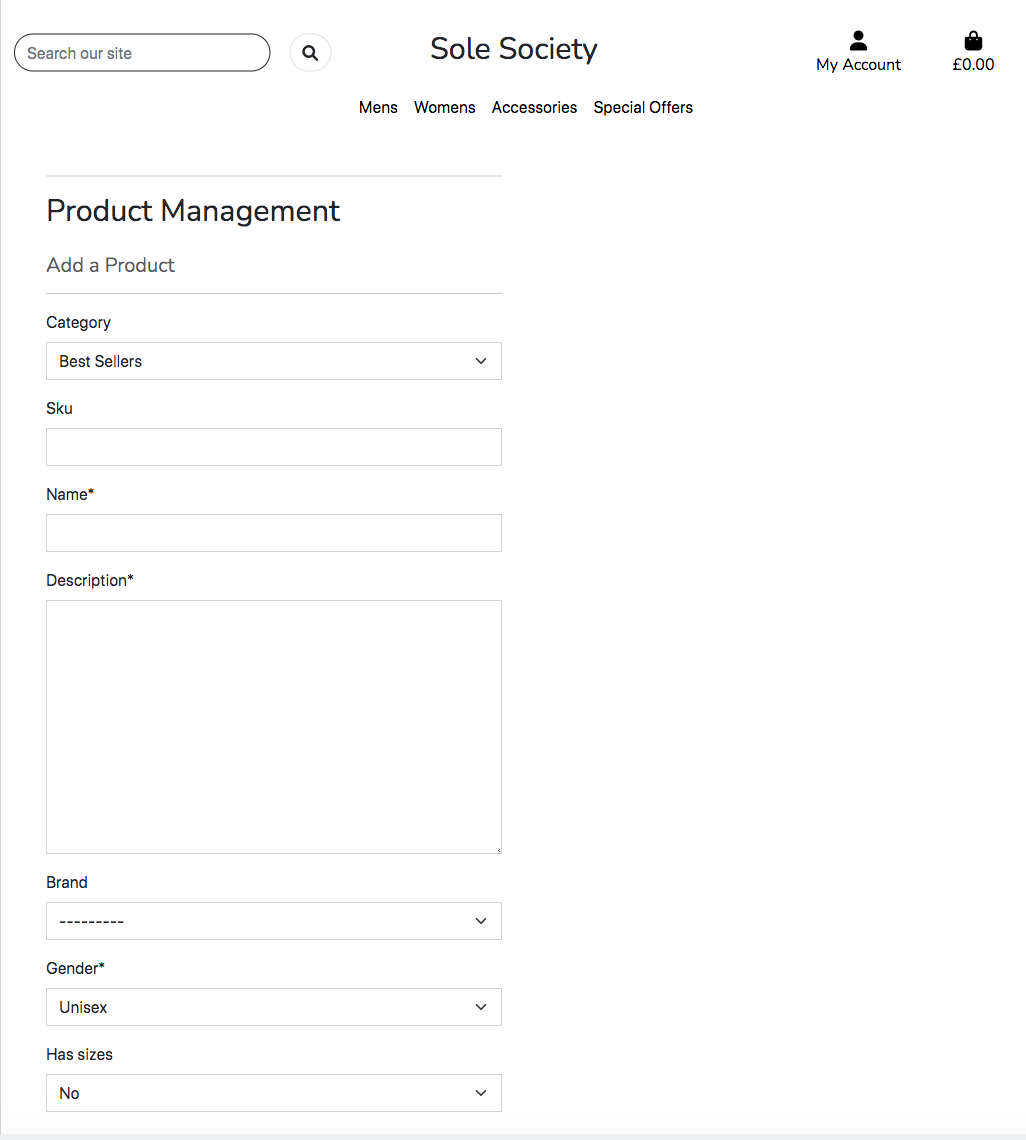 Search our site
Sole Society
My Account
£0.00
Mens Womens Accessories Special Offers
Product Management
Add a Product
Category
Best Sellers
Sku
Name*
Description*
Brand
---------
Gender*
Unisex
Has sizes
No